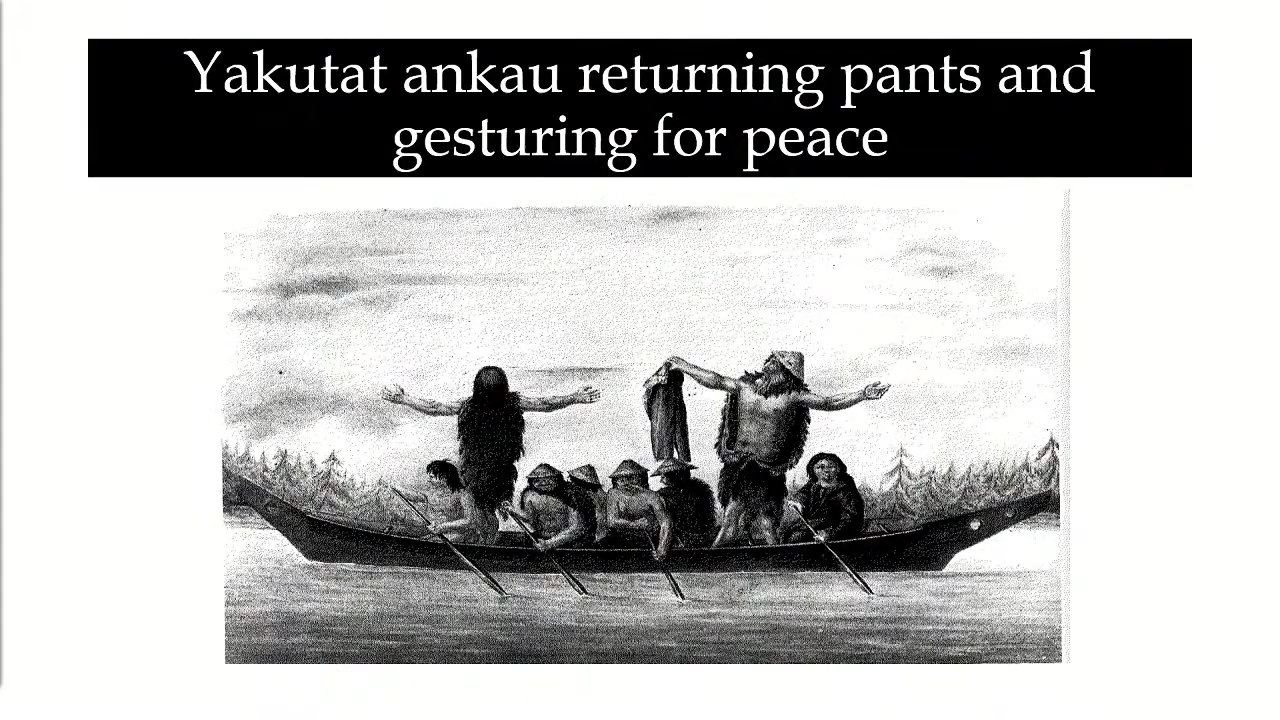 Yakutat ankau returning pants and
gesturing for peace